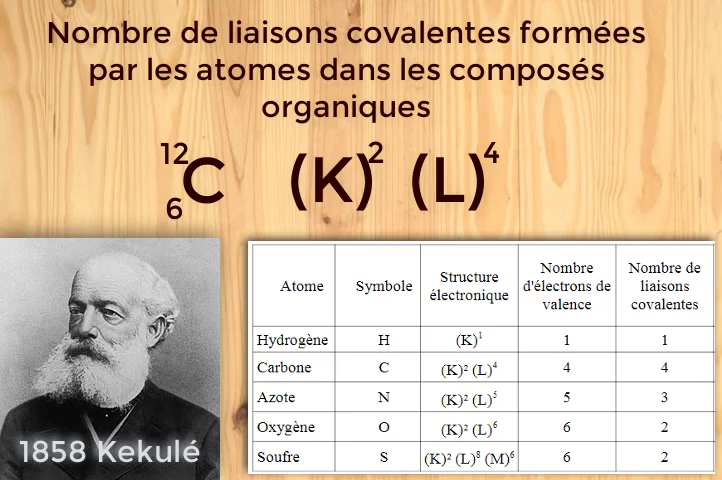 Nombre de liaisons covalentes formées
par les atomes dans les composés
organiques
¹²₆C (K)² (L)⁴
1858 Kekulé
Atome Symbole Structure électronique Nombre d'électrons de valence Nombre de liaisons covalentes
Hydrogène H (K)¹ 1 1
Carbone C (K)² (L)⁴ 4 4
Azote N (K)² (L)⁵ 5 3
Oxygène O (K)² (L)⁶ 6 2
Soufre S (K)² (L)⁸ (M)⁶ 6 2